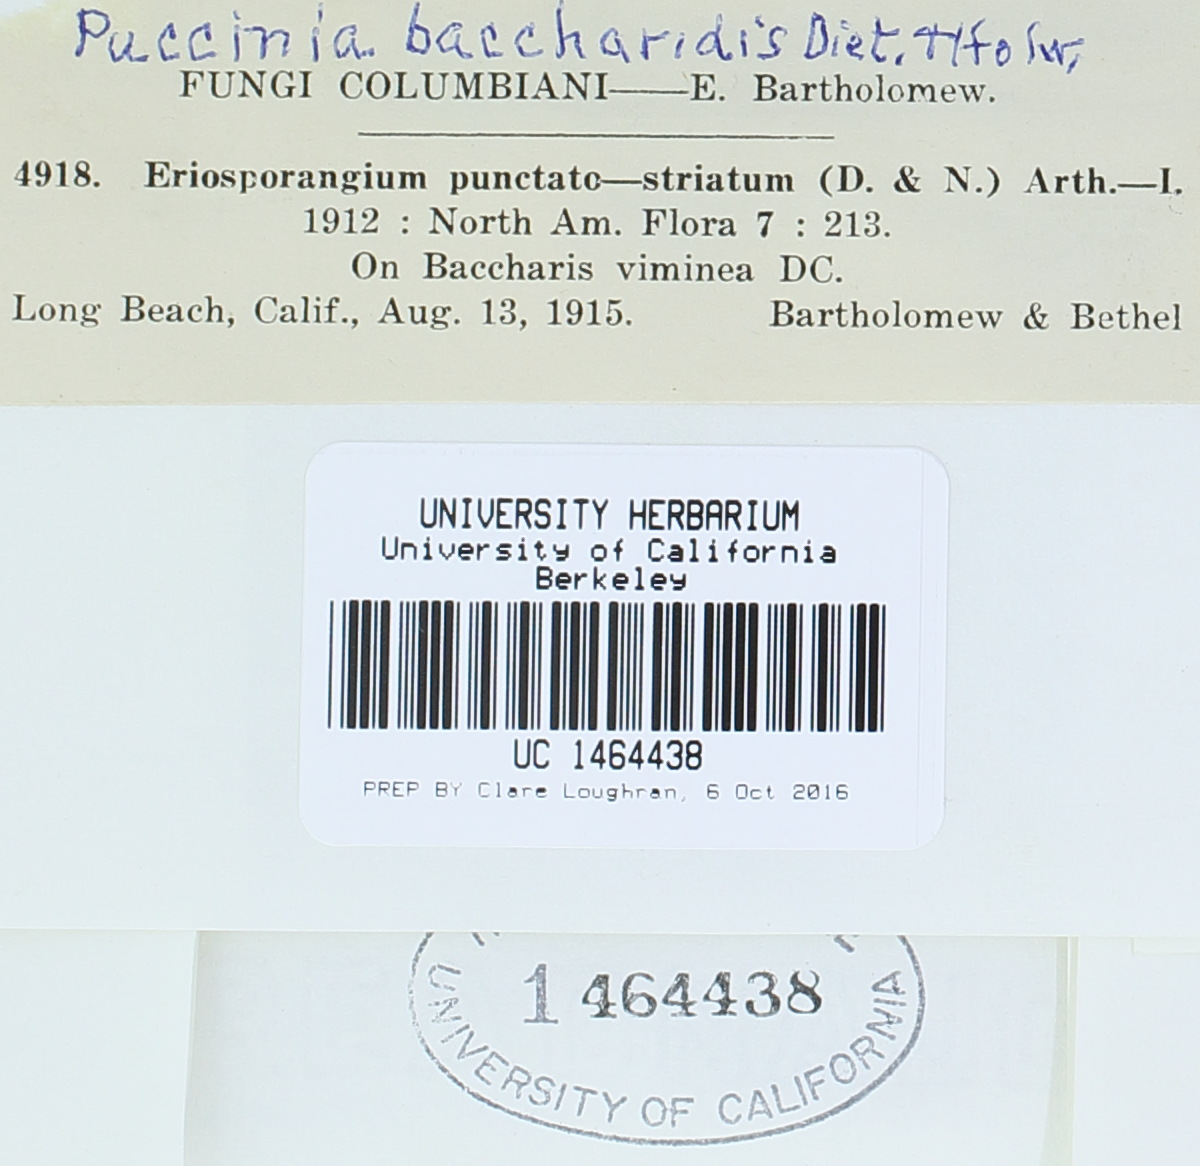 Puccinia baccharidis Diet. & Holw.
FUNGI COLUMBIANI——E. Bartholomew.
4918. Eriosporangium punctato—striatum (D. & N.) Arth.—I.
1912 : North Am. Flora 7 : 213.
On Baccharis viminea DC.
Long Beach, Calif., Aug. 13, 1915. Bartholomew & Bethel
UNIVERSITY HERBARIUM
University of California
Berkeley
UC 1464438
PREP BY Clare Loughran, 6 Oct 2016
1464438
UNIVERSITY OF CALIFORNIA